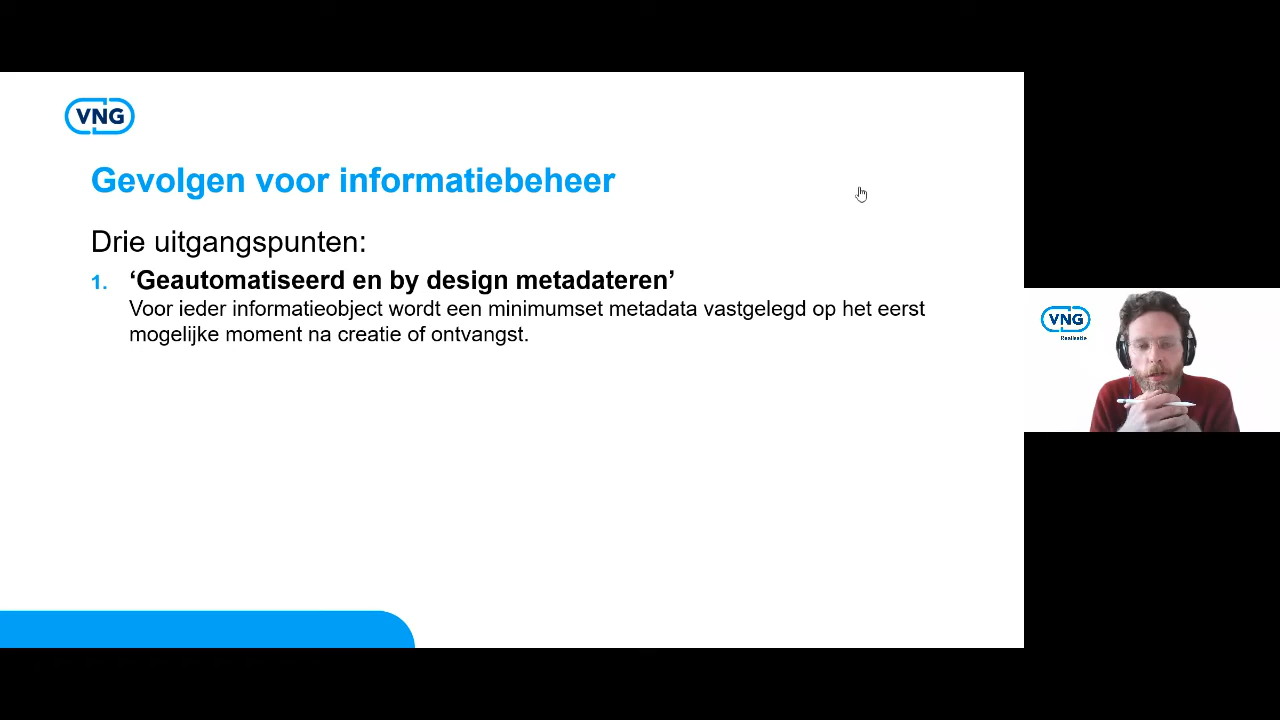 VNG
Gevolgen voor informatiebeheer
Drie uitgangspunten:
1. ‘Geautomatiseerd en by design metadateren’
Voor ieder informatieobject wordt een minimumset metadata vastgelegd op het eerst
mogelijke moment na creatie of ontvangst.
VNG
Realisatie